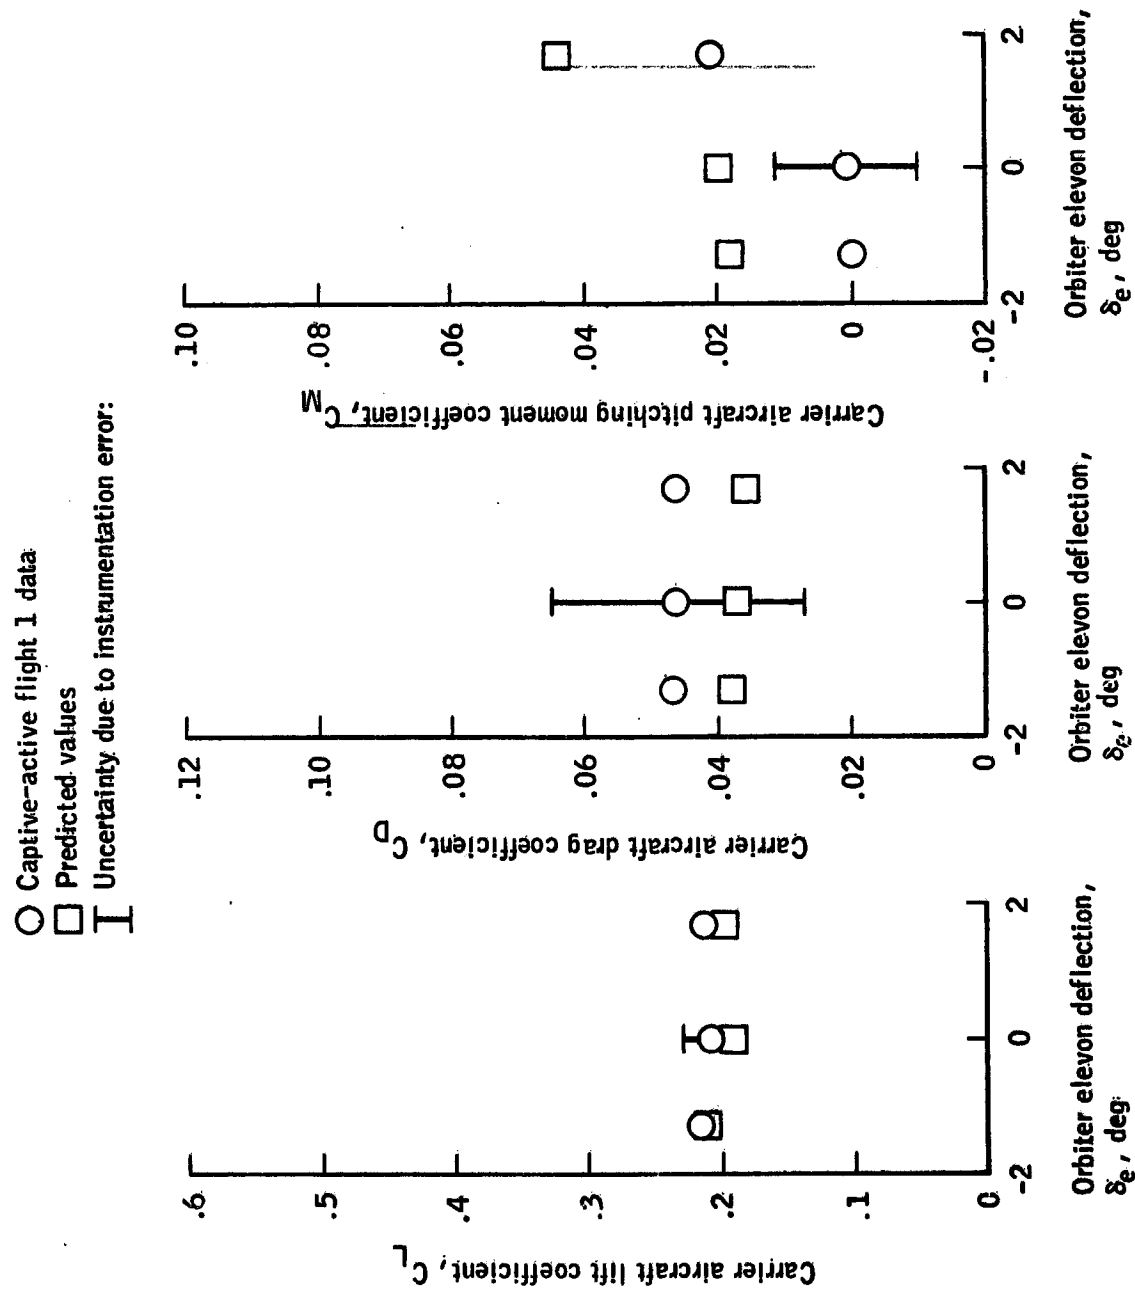 Captive-active flight 1 data
Predicted values
Uncertainty due to instrumentation error:
Carrier aircraft lift coefficient, C_L
.6
.5
.4
.3
.2
.1
0
-2
0
2
Orbiter elevon deflection,
δe, deg
Carrier aircraft drag coefficient, C_D
.12
.10
.08
.06
.04
.02
0
-2
0
2
Orbiter elevon deflection,
δe, deg
Carrier aircraft pitching moment coefficient, C_M
.10
.08
.06
.04
.02
0
-.02
-2
0
2
Orbiter elevon deflection,
δe, deg